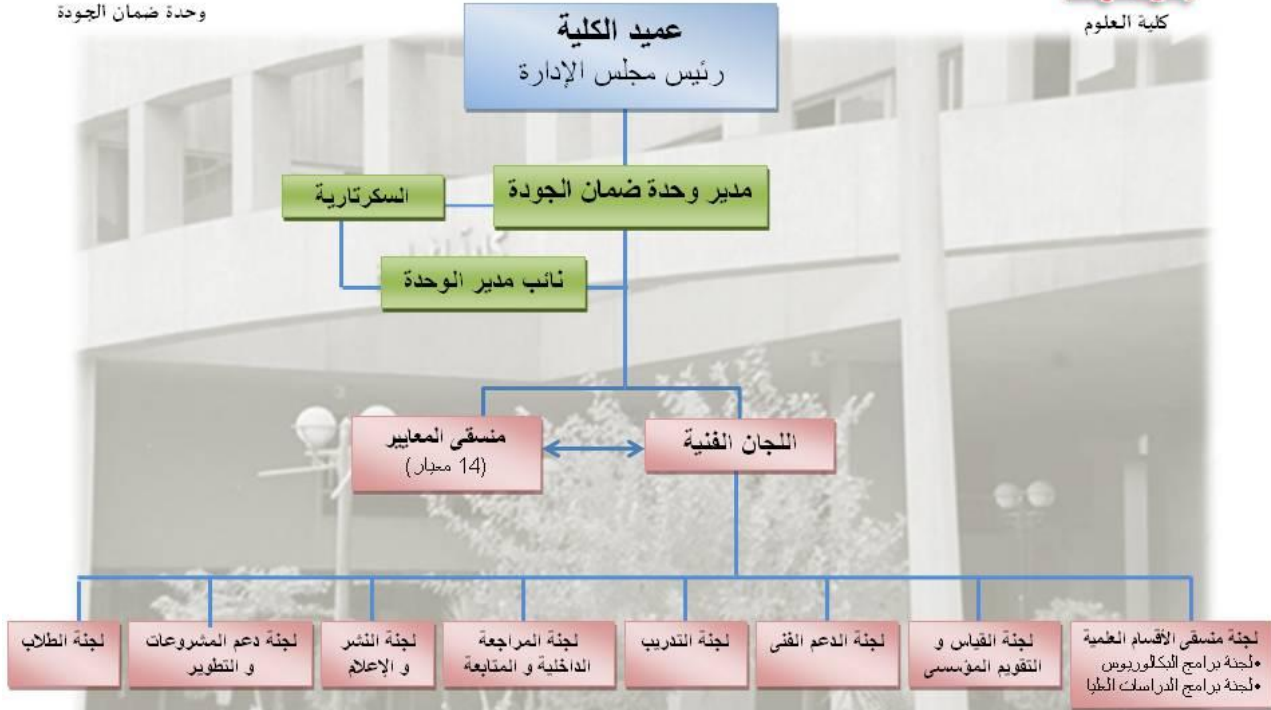 كلية العلوم
وحدة ضمان الجودة
عميد الكلية
رئيس مجلس الإدارة
مدير وحدة ضمان الجودة
السكرتارية
نائب مدير الوحدة
اللجان الفنية
منسقى المعايير
(14 معيار)
لجنة منسقى الأقسام العلمية
•لجنة برامج البكالوريوس
•لجنة برامج الدراسات العليا
لجنة القياس و
التقويم المؤسسى
لجنة الدعم الفنى
لجنة التدريب
لجنة المراجعة
الداخلية و المتابعة
لجنة النشر
و الإعلام
لجنة دعم المشروعات
و التطوير
لجنة الطلاب